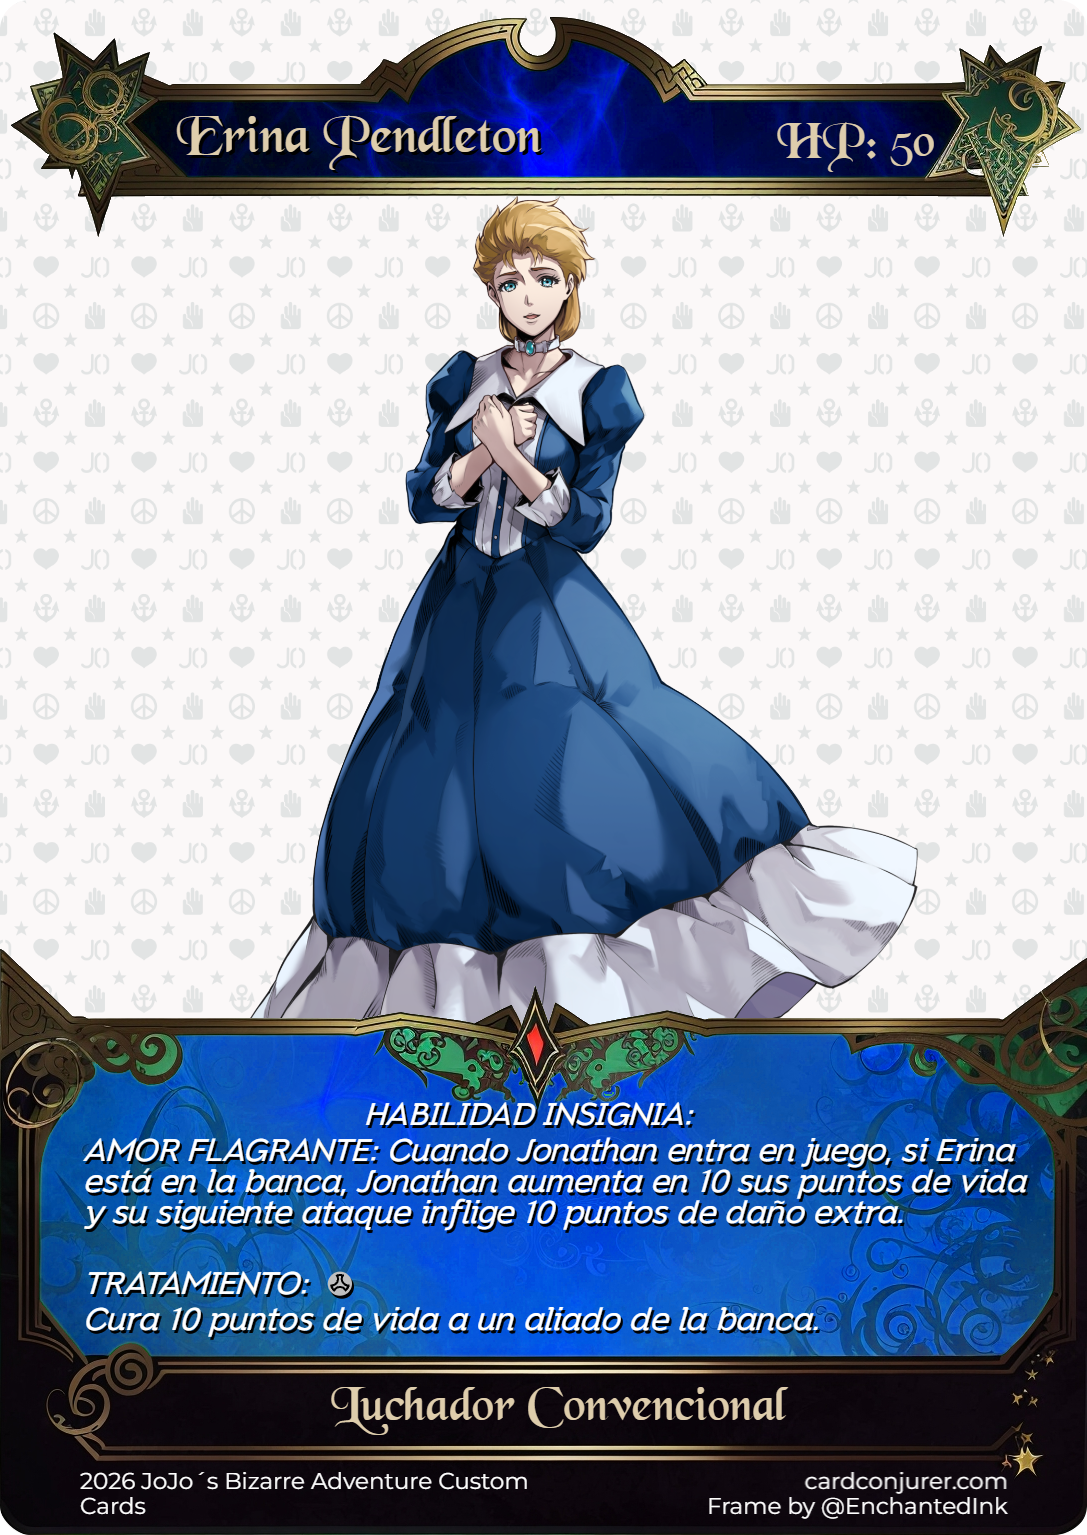 Erina Pendleton
HP: 50
HABILIDAD INSIGNIA:
AMOR FLAGRANTE: Cuando Jonathan entra en juego, si Erina
está en la banca, Jonathan aumenta en 10 sus puntos de vida
y su siguiente ataque inflige 10 puntos de daño extra.
TRATAMIENTO:
Cura 10 puntos de vida a un aliado de la banca.
Luchador Convencional
2026 JoJo´s Bizarre Adventure Custom
Cards
cardconjurer.com
Frame by @EnchantedInk